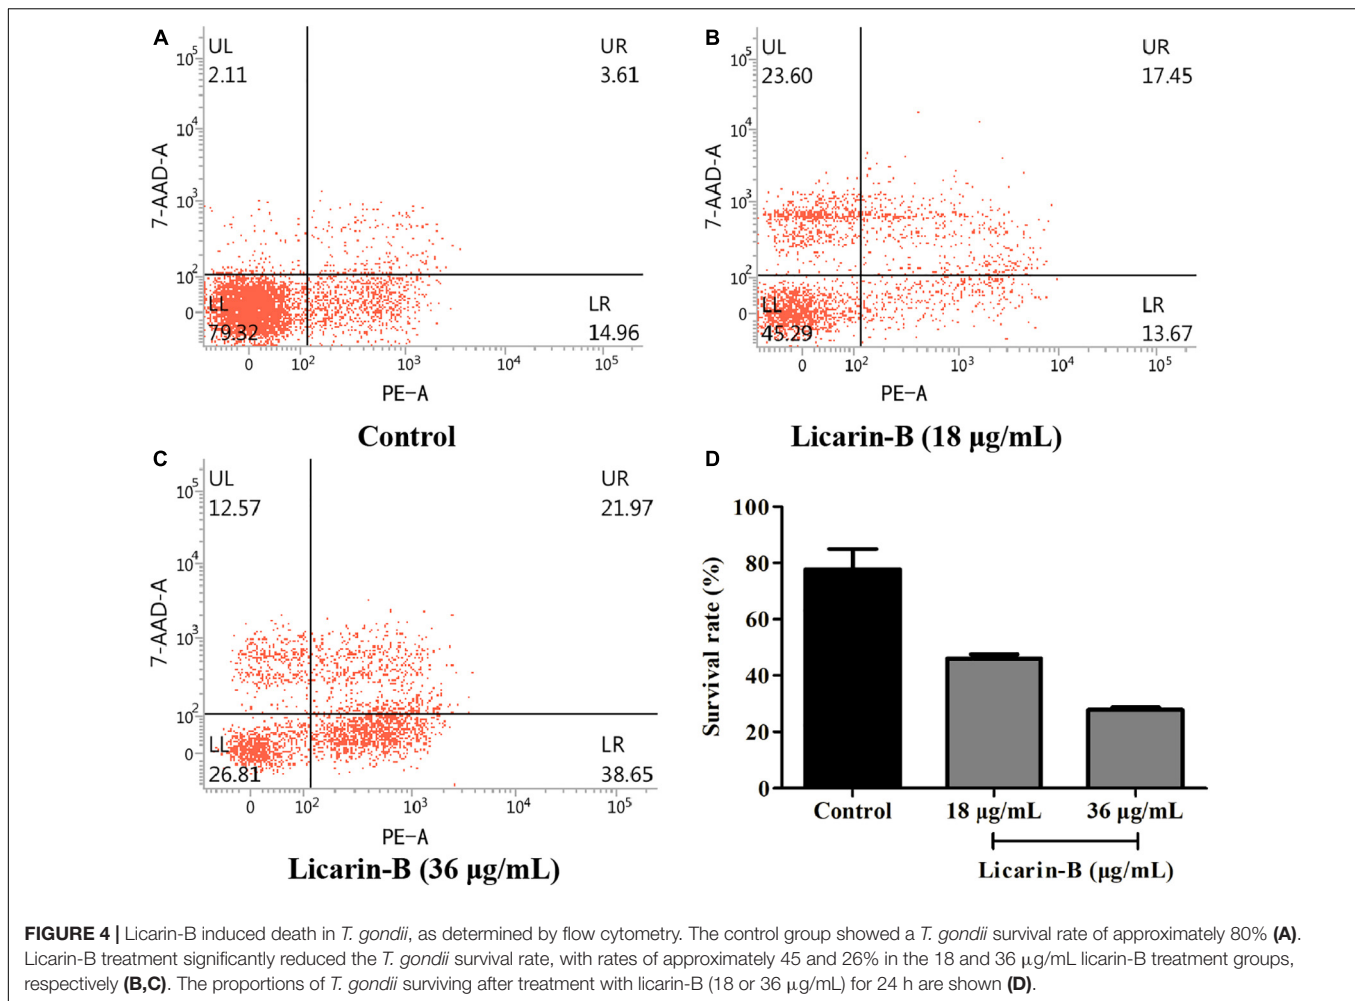 A
UL
2.11
UR
3.61
10^5
10^4
10^3
10^2
0
7-AAD-A
LL
79.32
LR
14.96
0 10^2 10^3 10^4 10^5
PE-A
Control
B
UL
23.60
UR
17.45
10^5
10^4
10^3
10^2
0
7-AAD-A
LL
45.29
LR
13.67
0 10^2 10^3 10^4 10^5
PE-A
Licarin-B (18 µg/mL)
C
UL
12.57
UR
21.97
10^5
10^4
10^3
10^2
0
7-AAD-A
LL
26.81
LR
38.65
0 10^2 10^3 10^4 10^5
PE-A
Licarin-B (36 µg/mL)
D
100
80
60
40
20
0
Survival rate (%)
Control 18 µg/mL 36 µg/mL
Licarin-B (µg/mL)
FIGURE 4 | Licarin-B induced death in T. gondii, as determined by flow cytometry. The control group showed a T. gondii survival rate of approximately 80% (A).
Licarin-B treatment significantly reduced the T. gondii survival rate, with rates of approximately 45 and 26% in the 18 and 36 µg/mL licarin-B treatment groups,
respectively (B,C). The proportions of T. gondii surviving after treatment with licarin-B (18 or 36 µg/mL) for 24 h are shown (D).